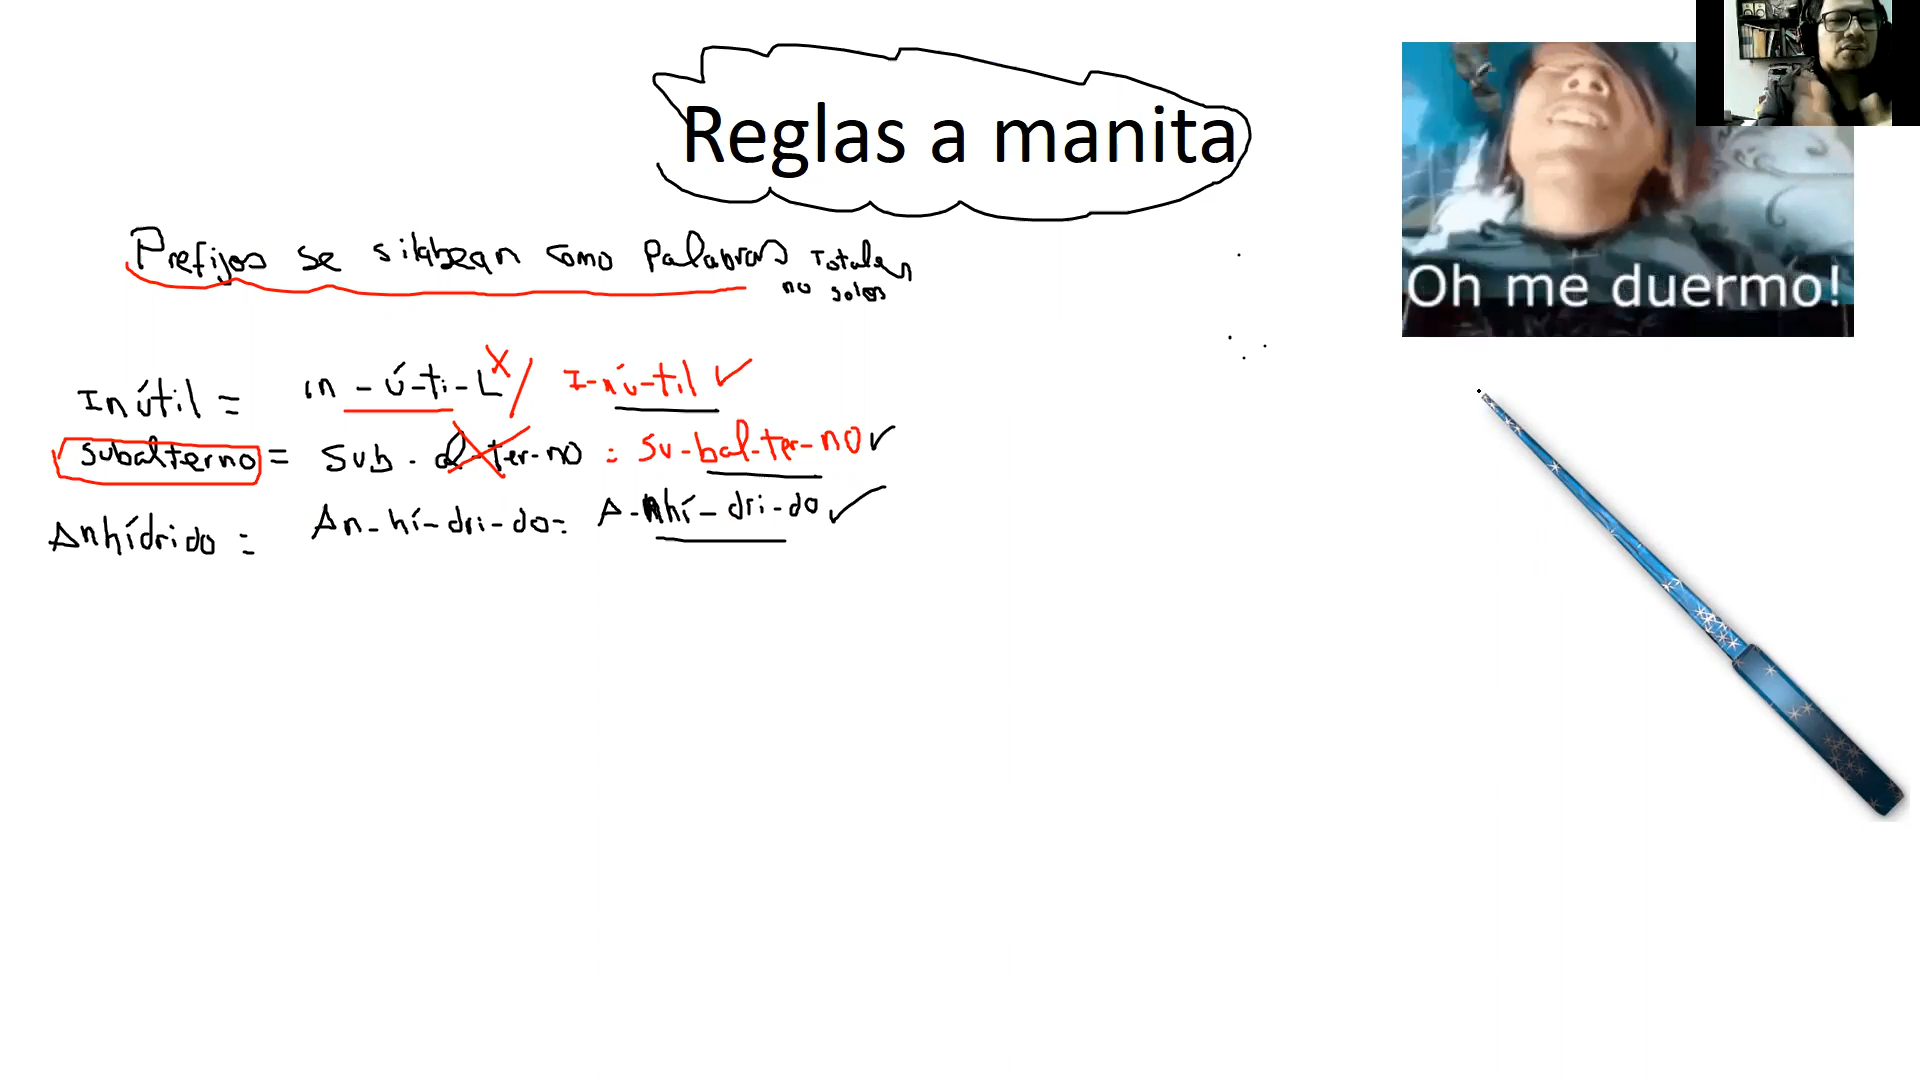 Reglas a manita
Oh me duermo!
Prefijos se silabean como palabras totales
no solos
Inútil = in - ú - ti - L x / I - nú - til ✓
subalterno = sub - al - ter - no = su - bal - ter - no ✓
Anhídrido = An - hí - dri - do = A - nhí - dri - do ✓